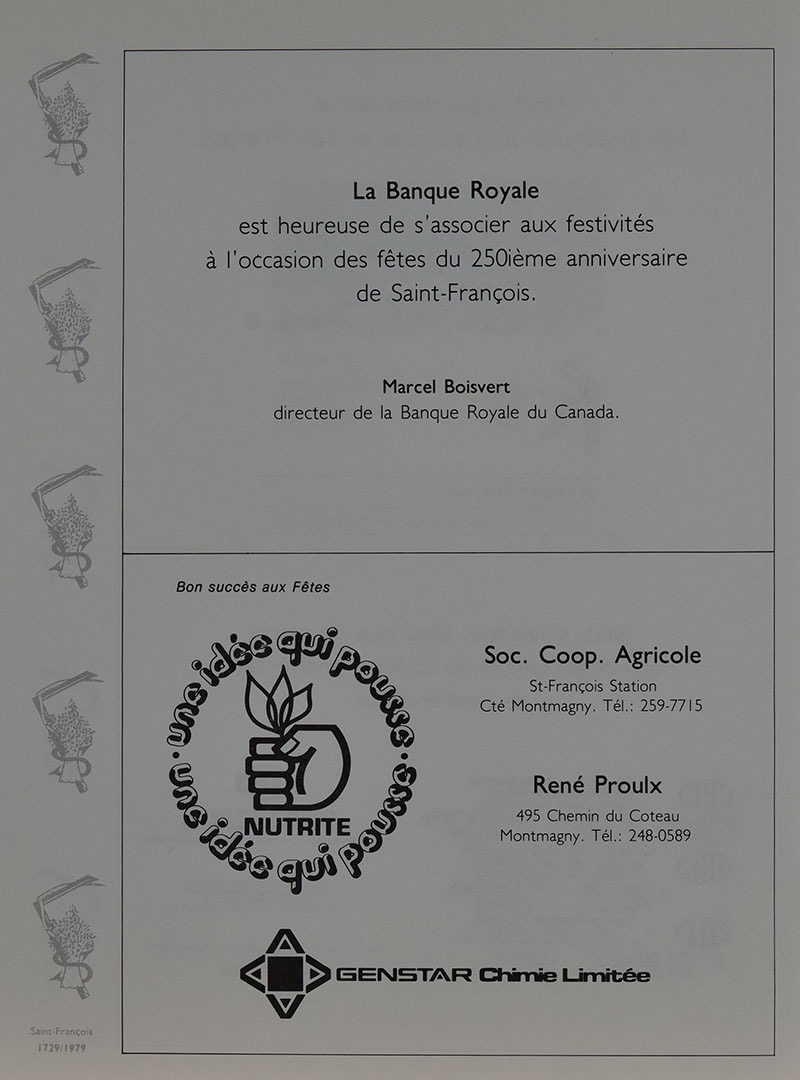 La Banque Royale
est heureuse de s'associer aux festivités
à l'occasion des fêtes du 250ième anniversaire
de Saint-François.
Marcel Boisvert
directeur de la Banque Royale du Canada.
Bon succès aux Fêtes
une idée qui pousse • une idée qui pousse •
NUTRITE
Soc. Coop. Agricole
St-François Station
Cté Montmagny. Tél.: 259-7715
René Proulx
495 Chemin du Coteau
Montmagny. Tél.: 248-0589
GENSTAR Chimie Limitée
Saint-François
1729/1979